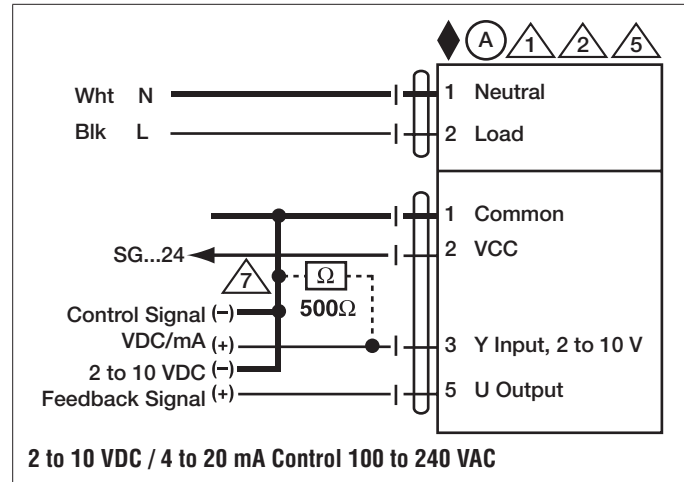 A 1 2 5
Wht N 1 Neutral
Blk L 2 Load
1 Common
SG...24 2 VCC
7 Ω
500Ω
Control Signal (−)
VDC/mA (+) 3 Y Input, 2 to 10 V
2 to 10 VDC (−)
Feedback Signal (+) 5 U Output
2 to 10 VDC / 4 to 20 mA Control 100 to 240 VAC